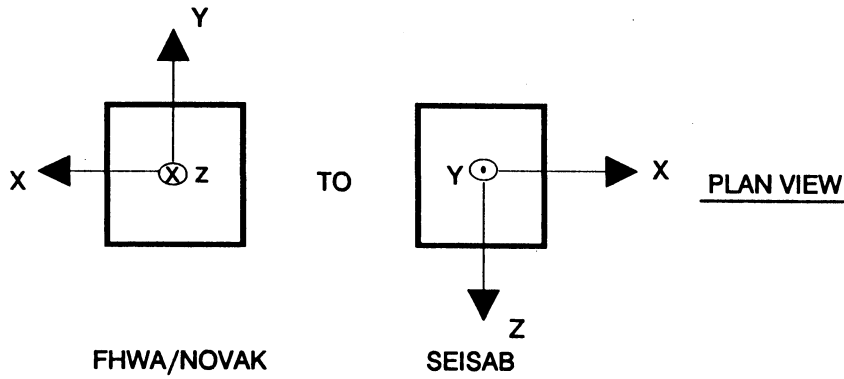 Y
X X Z
TO
Y X
Z
PLAN VIEW
FHWA/NOVAK
SEISAB